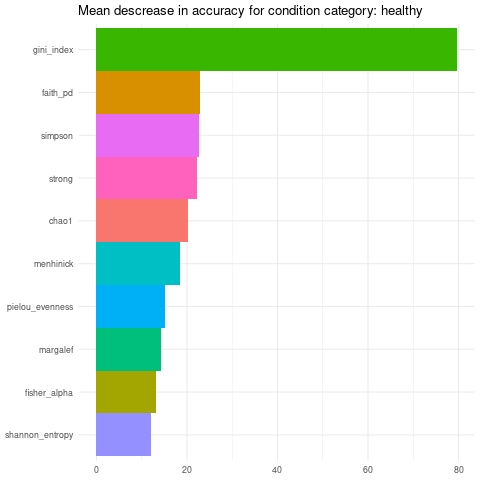 Mean descrease in accuracy for condition category: healthy
gini_index
faith_pd
simpson
strong
chao1
menhinick
pielou_evenness
margalef
fisher_alpha
shannon_entropy
0 20 40 60 80